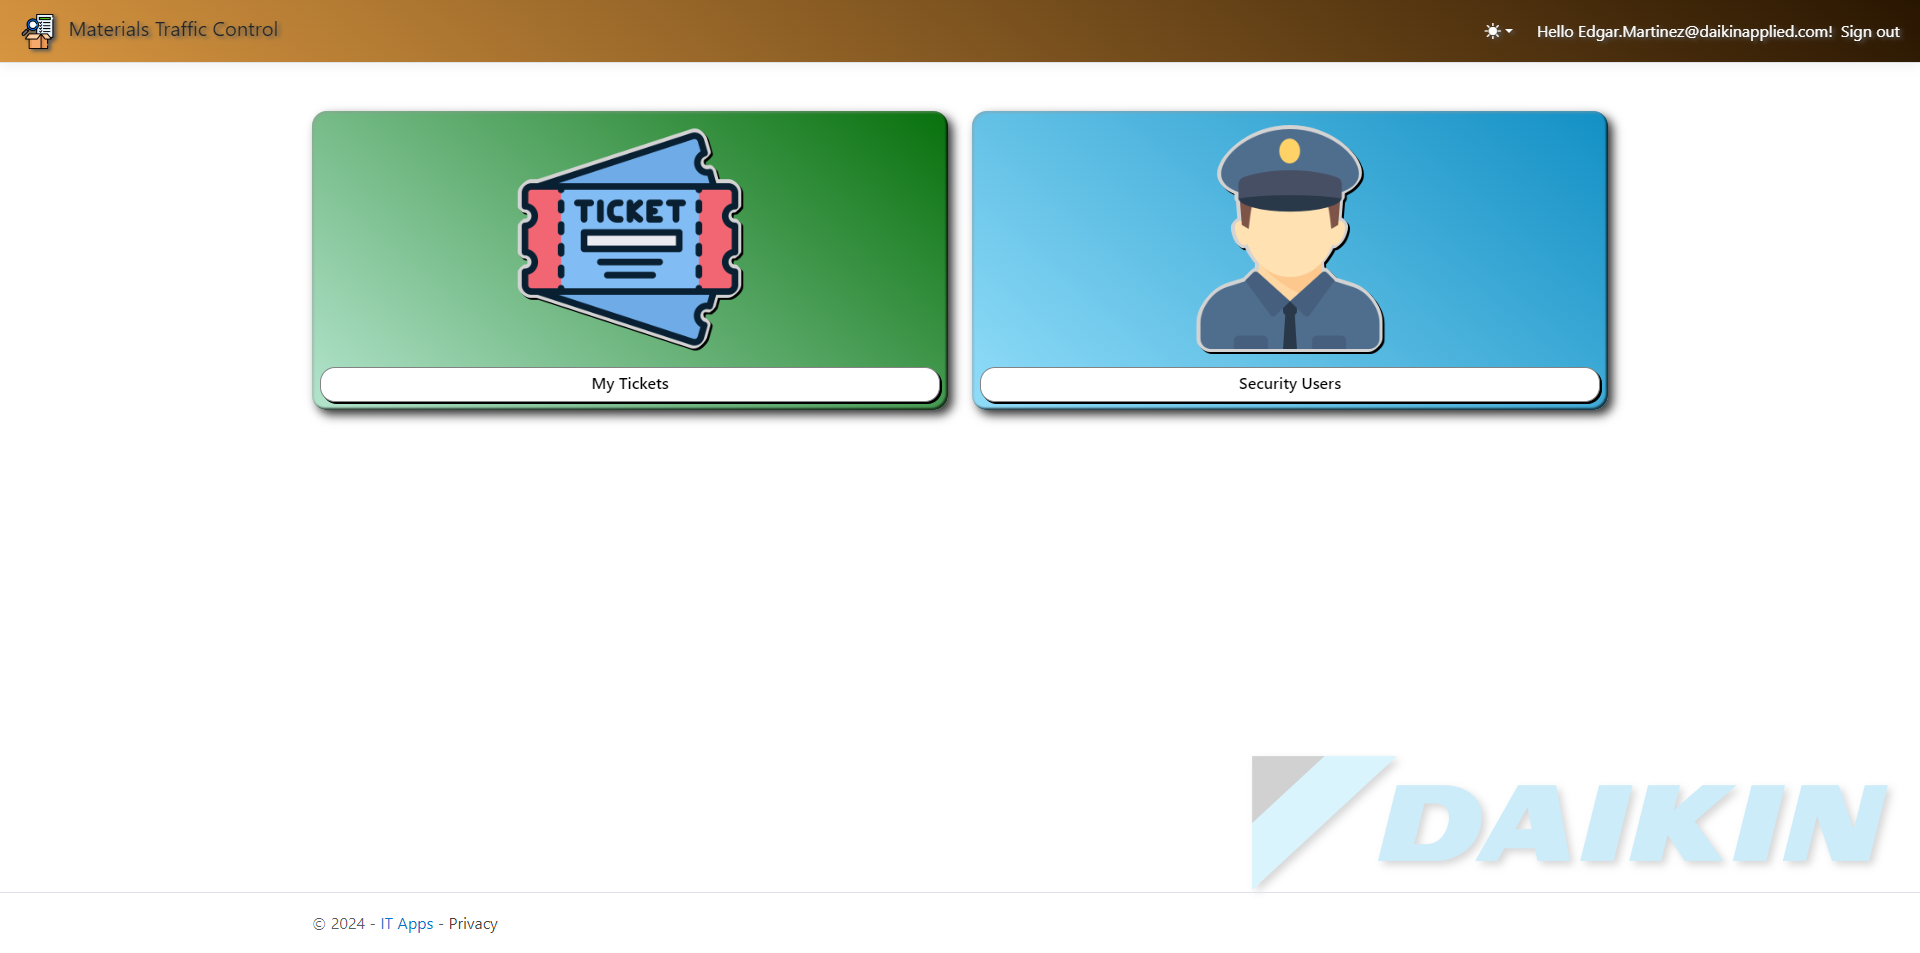 Materials Traffic Control
Hello Edgar.Martinez@daikinapplied.com! Sign out
TICKET
My Tickets
Security Users
DAIKIN
© 2024 - IT Apps - Privacy